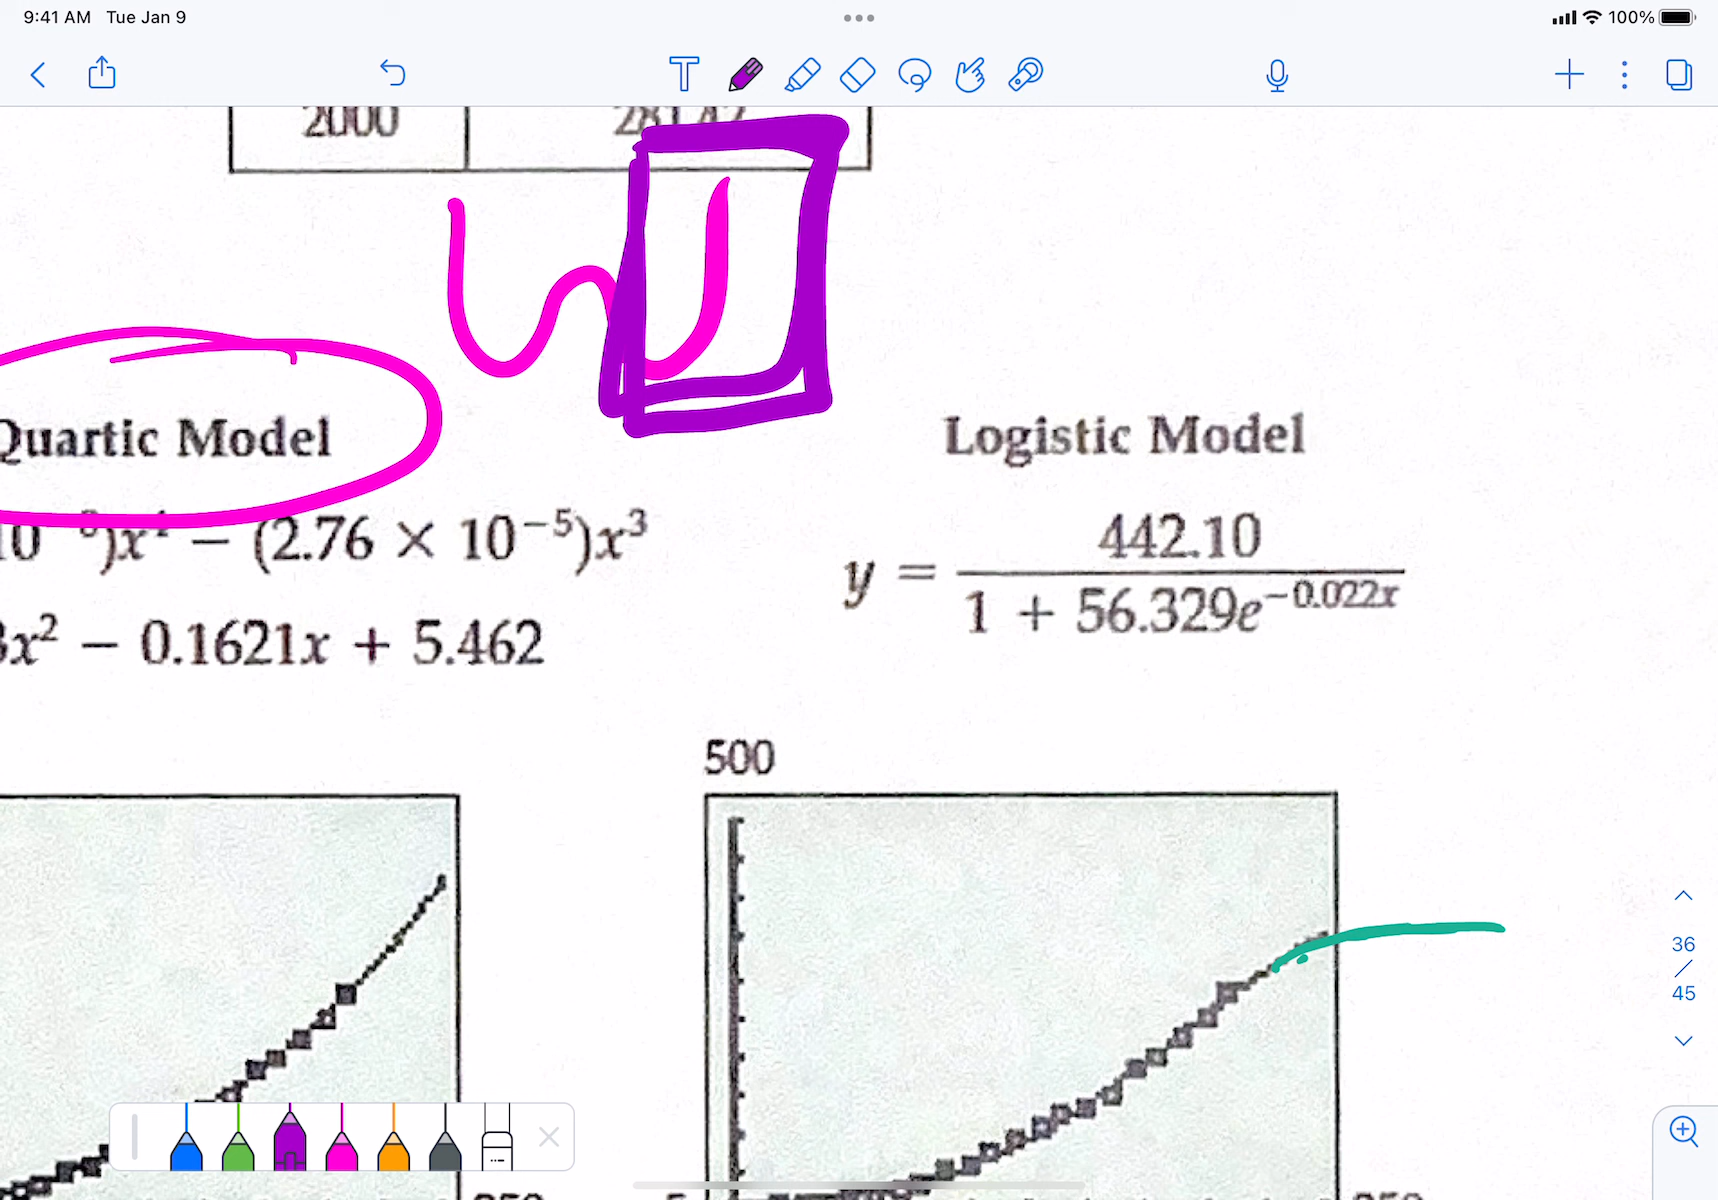 9:41 AM Tue Jan 9
100%
2000
Quartic Model
Logistic Model
)x⁴ − (2.76 × 10⁻⁵)x³
442.10
y =
1 + 56.329e⁻⁰·⁰²²ˣ
x² − 0.1621x + 5.462
500
36
/
45